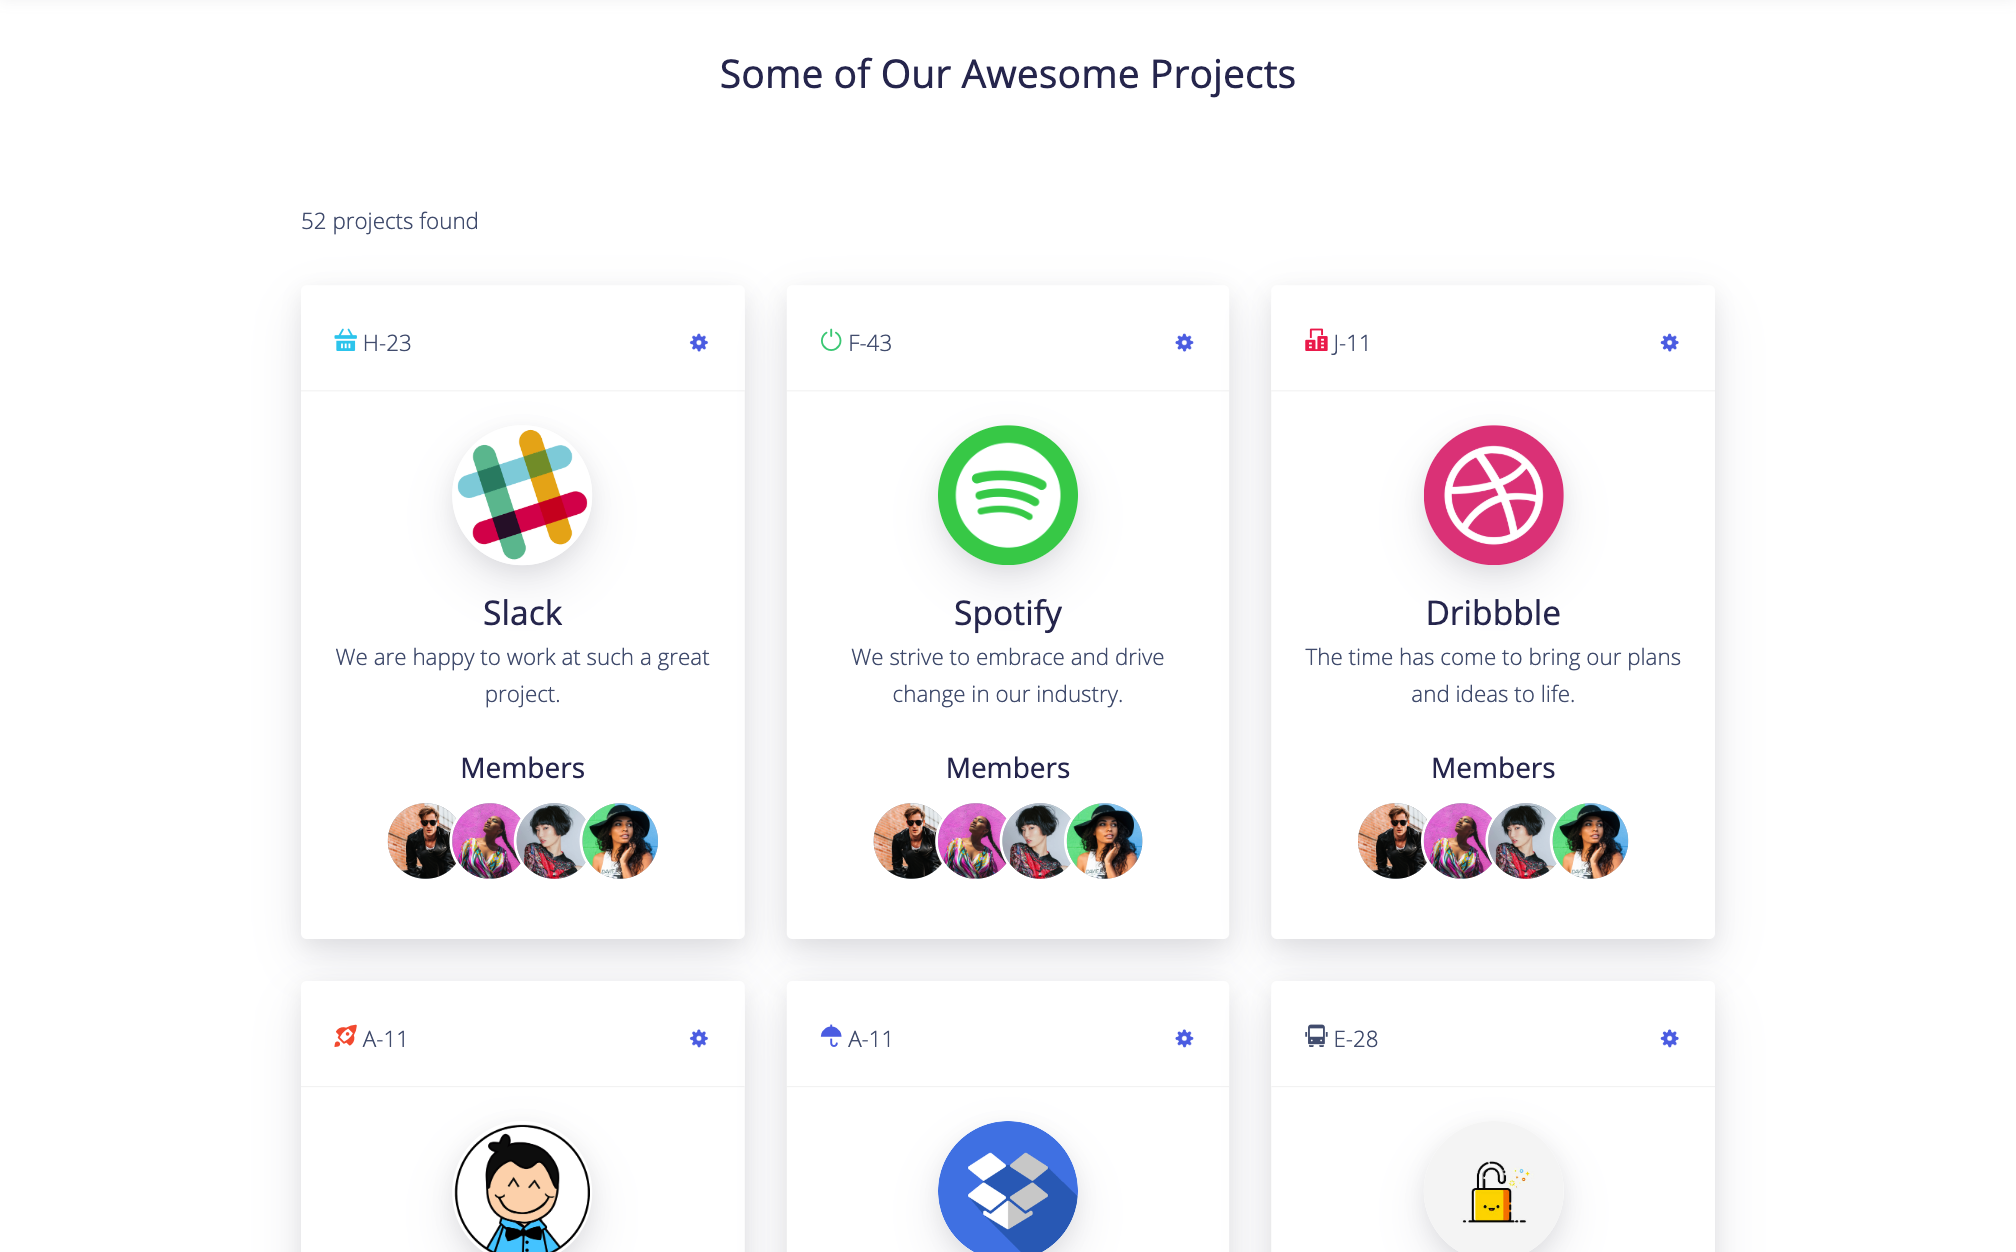 Some of Our Awesome Projects
52 projects found
H-23
F-43
J-11
Slack
We are happy to work at such a great
project.
Members
Spotify
We strive to embrace and drive
change in our industry.
Members
Dribbble
The time has come to bring our plans
and ideas to life.
Members
A-11
A-11
E-28